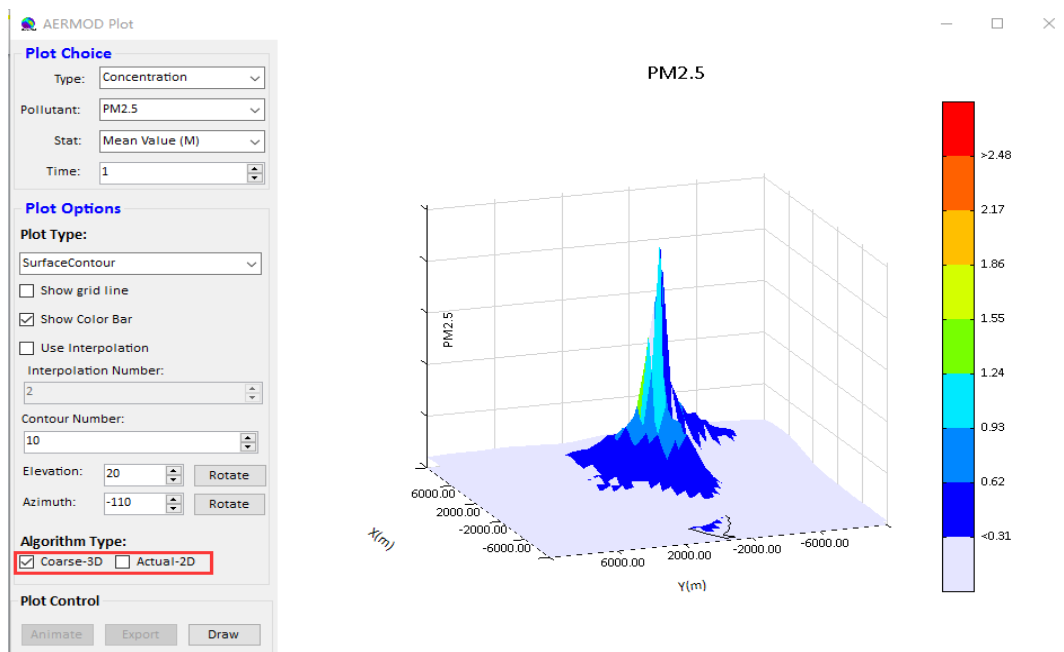 AERMOD Plot
Plot Choice
Type: Concentration
Pollutant: PM2.5
Stat: Mean Value (M)
Time: 1
Plot Options
Plot Type:
SurfaceContour
Show grid line
Show Color Bar
Use Interpolation
Interpolation Number:
2
Contour Number:
10
Elevation: 20 Rotate
Azimuth: -110 Rotate
Algorithm Type:
Coarse-3D Actual-2D
Plot Control
Animate Export Draw
PM2.5
PM2.5
6000.00
2000.00
-2000.00
-6000.00
X(m)
6000.00
2000.00
-2000.00
-6000.00
Y(m)
>2.48
2.17
1.86
1.55
1.24
0.93
0.62
<0.31